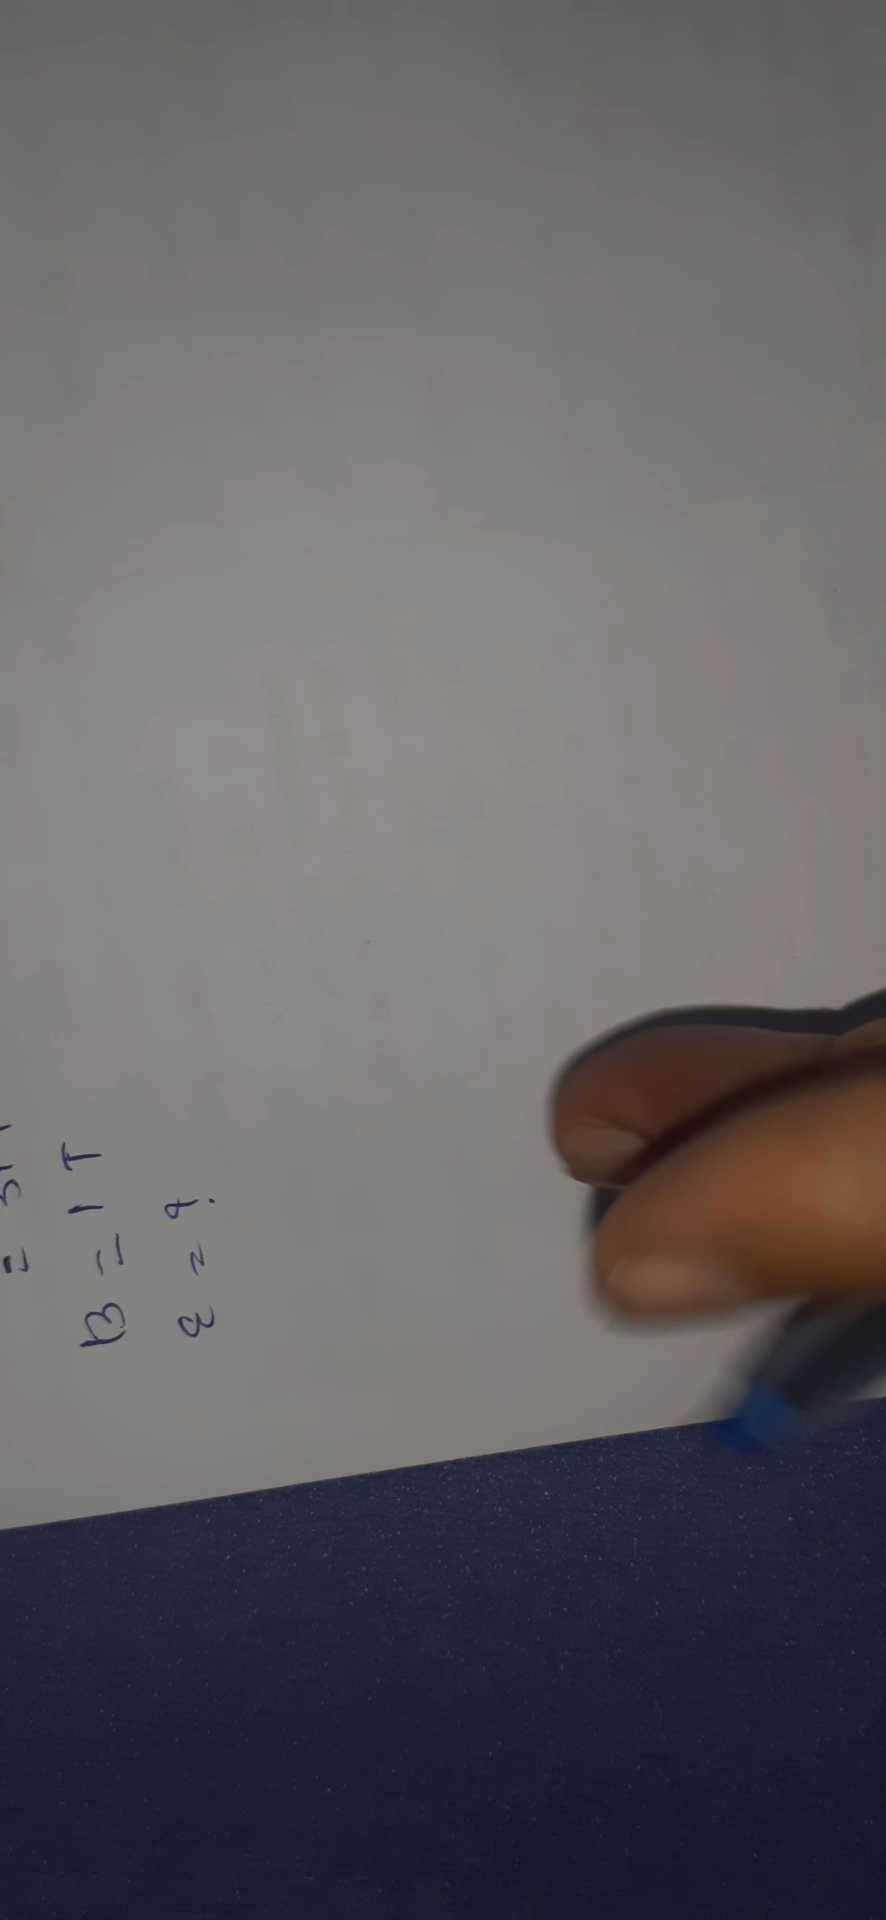 B = 1 T
a = ?